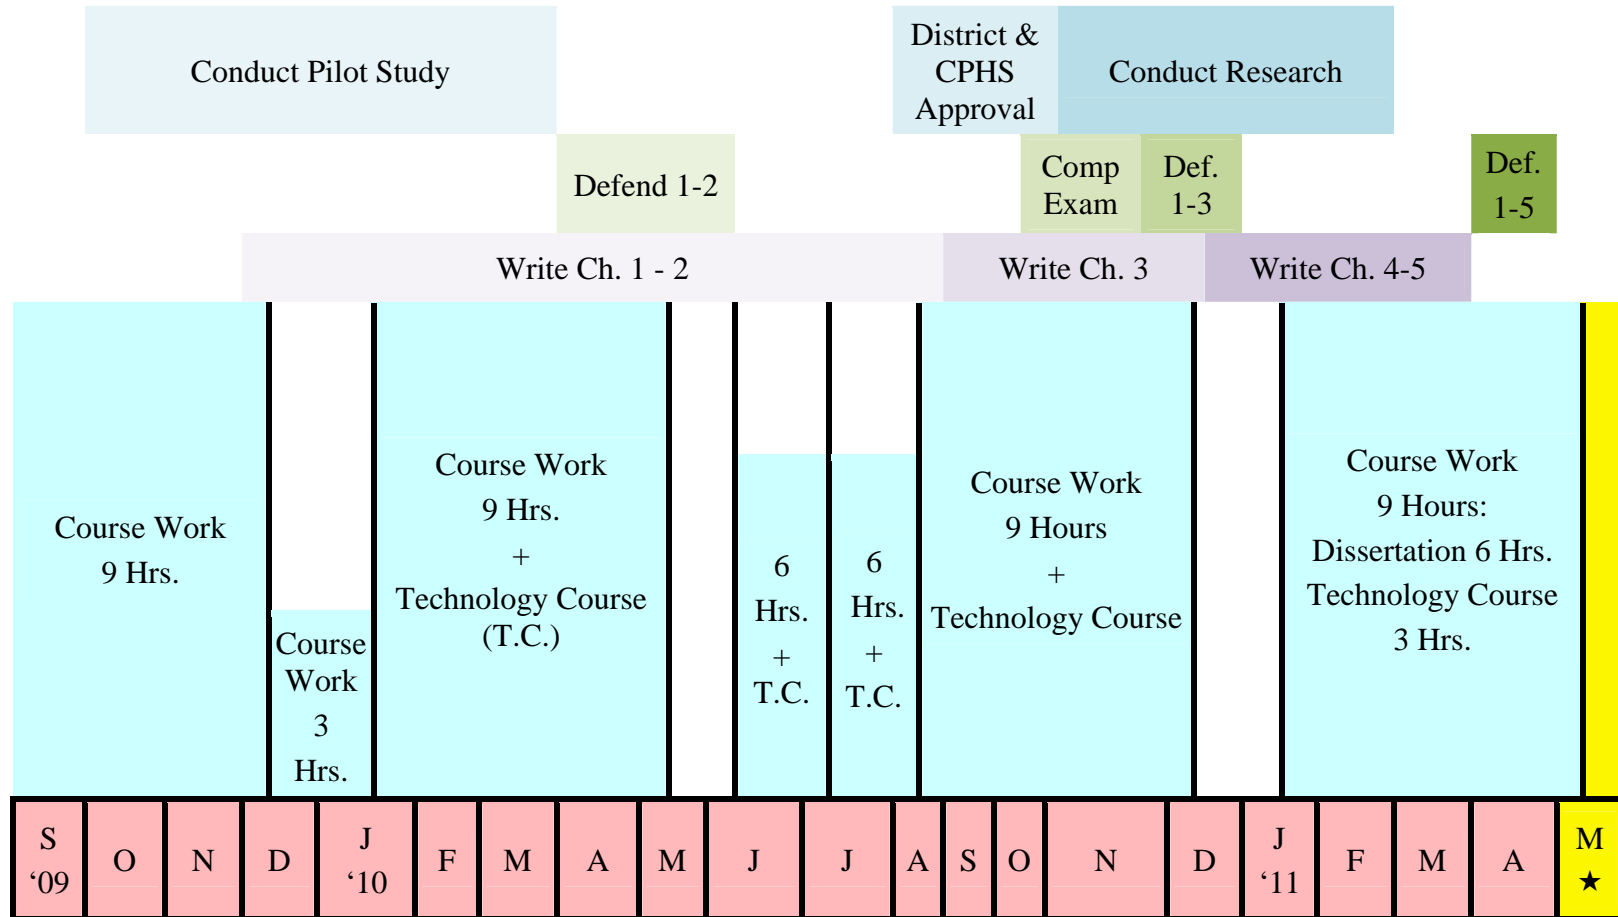 Conduct Pilot Study
District &
CPHS
Approval
Conduct Research
Defend 1-2
Comp
Exam
Def.
1-3
Def.
1-5
Write Ch. 1 - 2
Write Ch. 3
Write Ch. 4-5
Course Work
9 Hrs.
Course
Work
3
Hrs.
Course Work
9 Hrs.
+
Technology Course
(T.C.)
6
Hrs.
+
T.C.
6
Hrs.
+
T.C.
Course Work
9 Hours
+
Technology Course
Course Work
9 Hours:
Dissertation 6 Hrs.
Technology Course
3 Hrs.
S
‘09
O
N
D
J
‘10
F
M
A
M
J
J
A
S
O
N
D
J
‘11
F
M
A
M
★